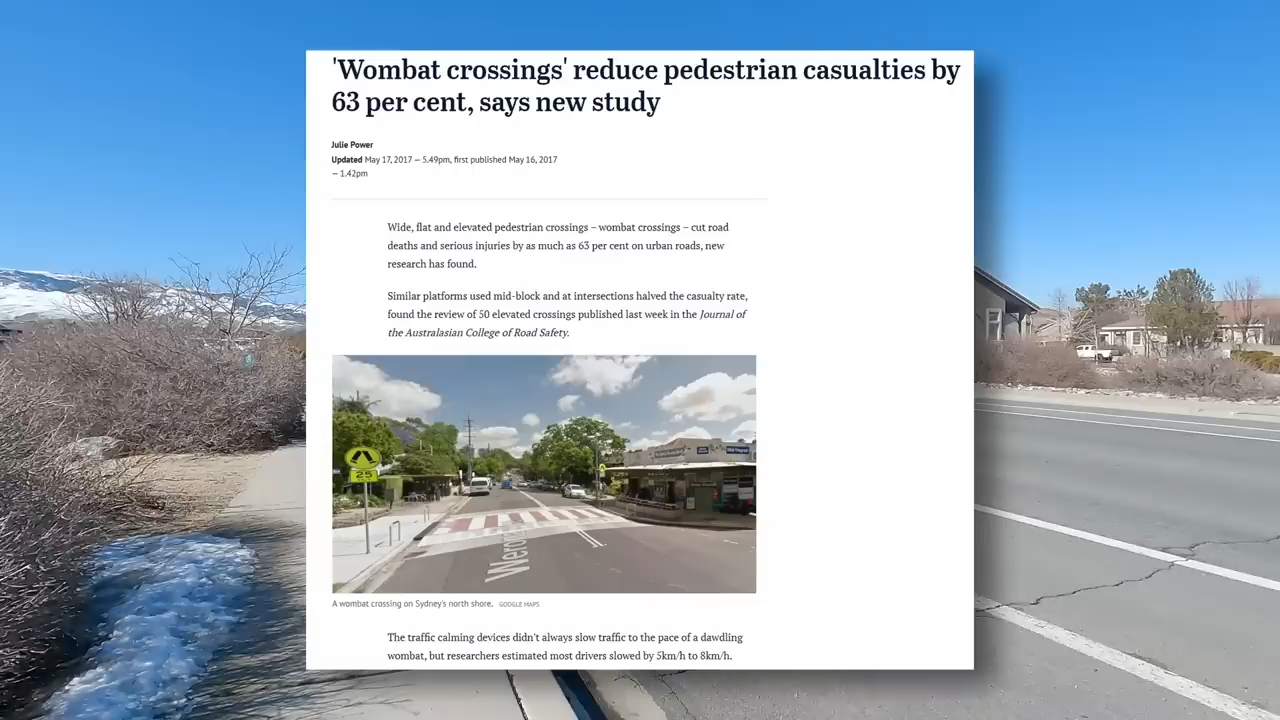 'Wombat crossings' reduce pedestrian casualties by
63 per cent, says new study
Julie Power
Updated May 17, 2017 — 5.49pm, first published May 16, 2017
— 1.42pm
Wide, flat and elevated pedestrian crossings – wombat crossings – cut road
deaths and serious injuries by as much as 63 per cent on urban roads, new
research has found.
Similar platforms used mid-block and at intersections halved the casualty rate,
found the review of 50 elevated crossings published last week in the Journal of
the Australasian College of Road Safety.
25
A wombat crossing on Sydney's north shore. GOOGLE MAPS
The traffic calming devices didn't always slow traffic to the pace of a dawdling
wombat, but researchers estimated most drivers slowed by 5km/h to 8km/h.